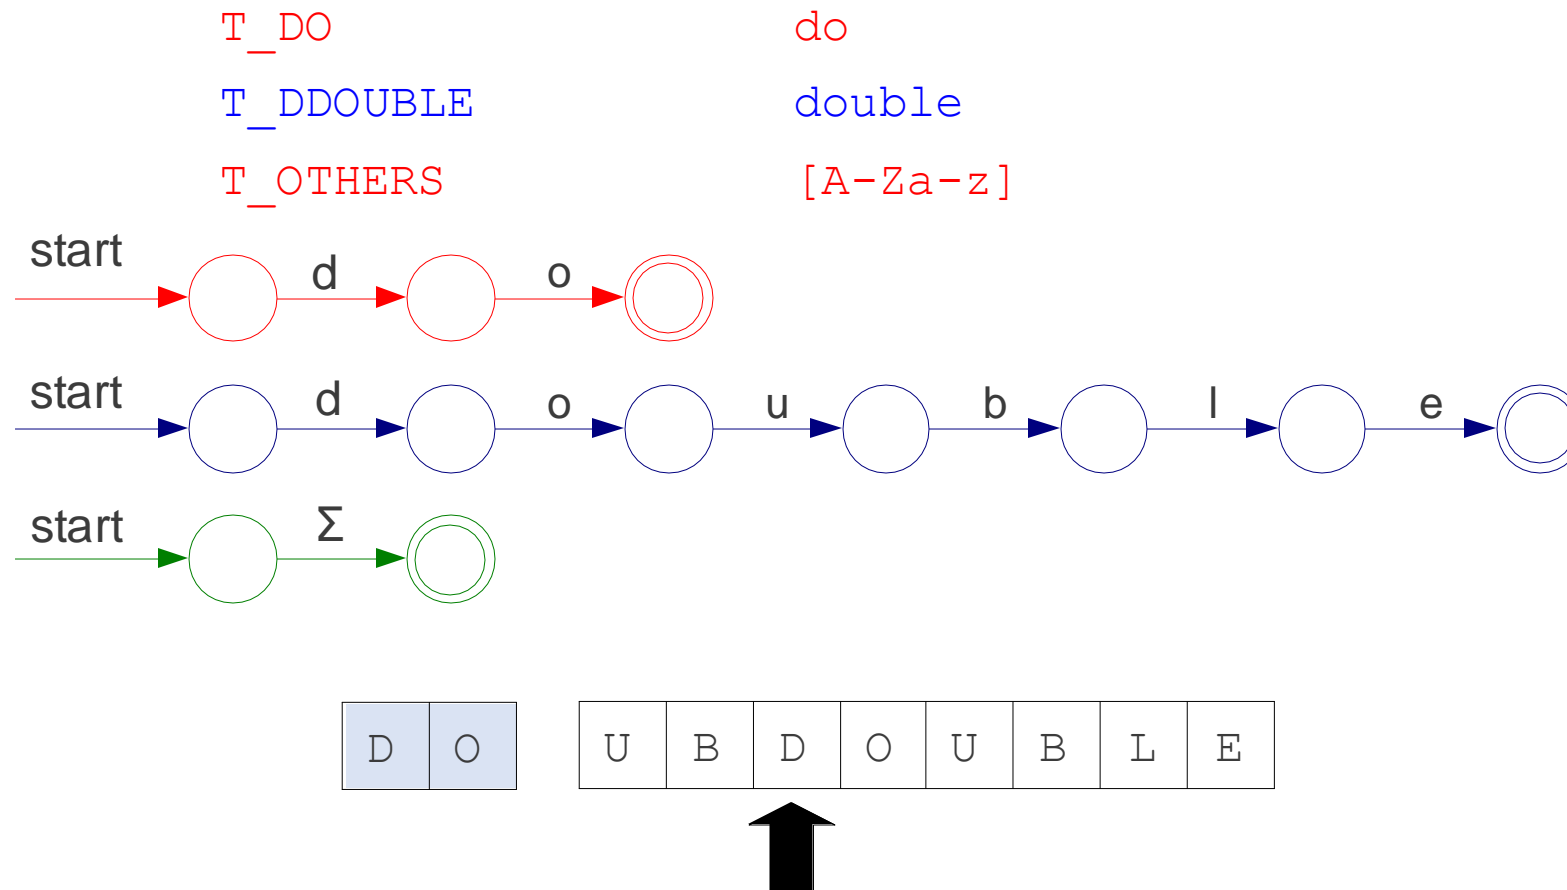 T_DO do
T_DDOUBLE double
T_OTHERS [A-Za-z]
start d o
start d o u b l e
start Σ
D O U B D O U B L E